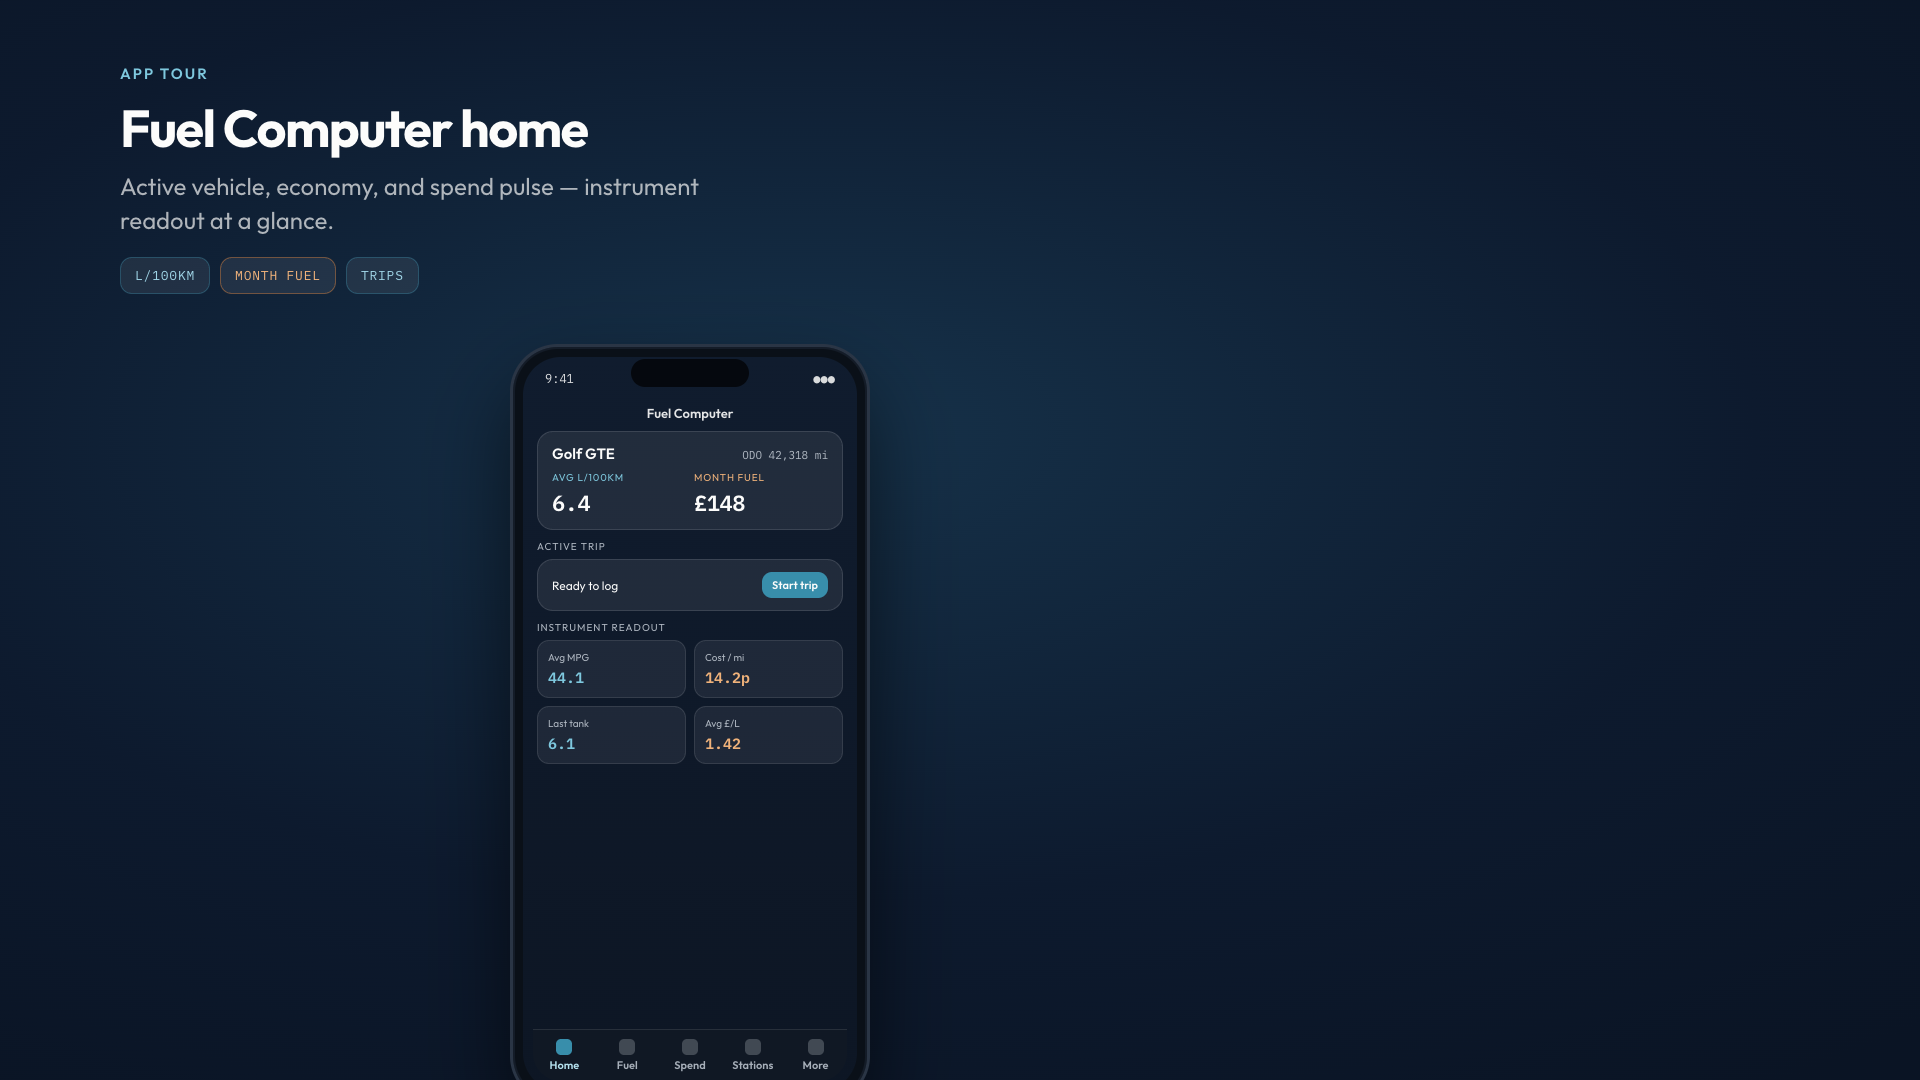 APP TOUR
Fuel Computer home
Active vehicle, economy, and spend pulse — instrument
readout at a glance.
L/100KM MONTH FUEL TRIPS
9:41
Fuel Computer
Golf GTE ODO 42,318 mi
AVG L/100KM MONTH FUEL
6.4 £148
ACTIVE TRIP
Ready to log Start trip
INSTRUMENT READOUT
Avg MPG Cost / mi
44.1 14.2p
Last tank Avg £/L
6.1 1.42
Home Fuel Spend Stations More